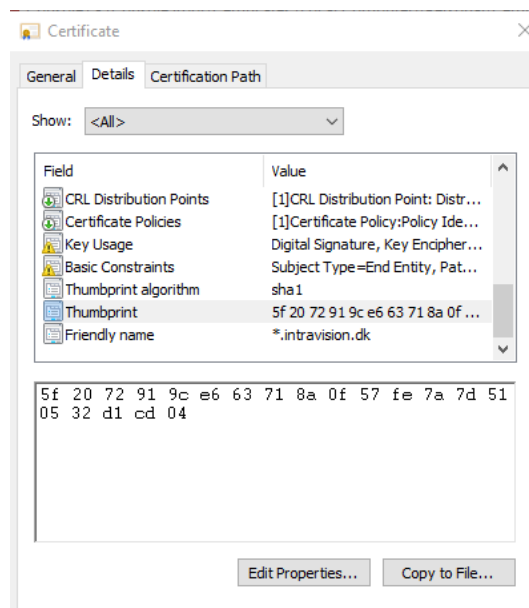 Certificate
General Details Certification Path
Show: <All>
Field Value
CRL Distribution Points [1]CRL Distribution Point: Distr...
Certificate Policies [1]Certificate Policy:Policy Ide...
Key Usage Digital Signature, Key Encipher...
Basic Constraints Subject Type=End Entity, Pat...
Thumbprint algorithm sha1
Thumbprint 5f 20 72 91 9c e6 63 71 8a 0f ...
Friendly name *.intravision.dk
5f 20 72 91 9c e6 63 71 8a 0f 57 fe 7a 7d 51
05 32 d1 cd 04
Edit Properties... Copy to File...